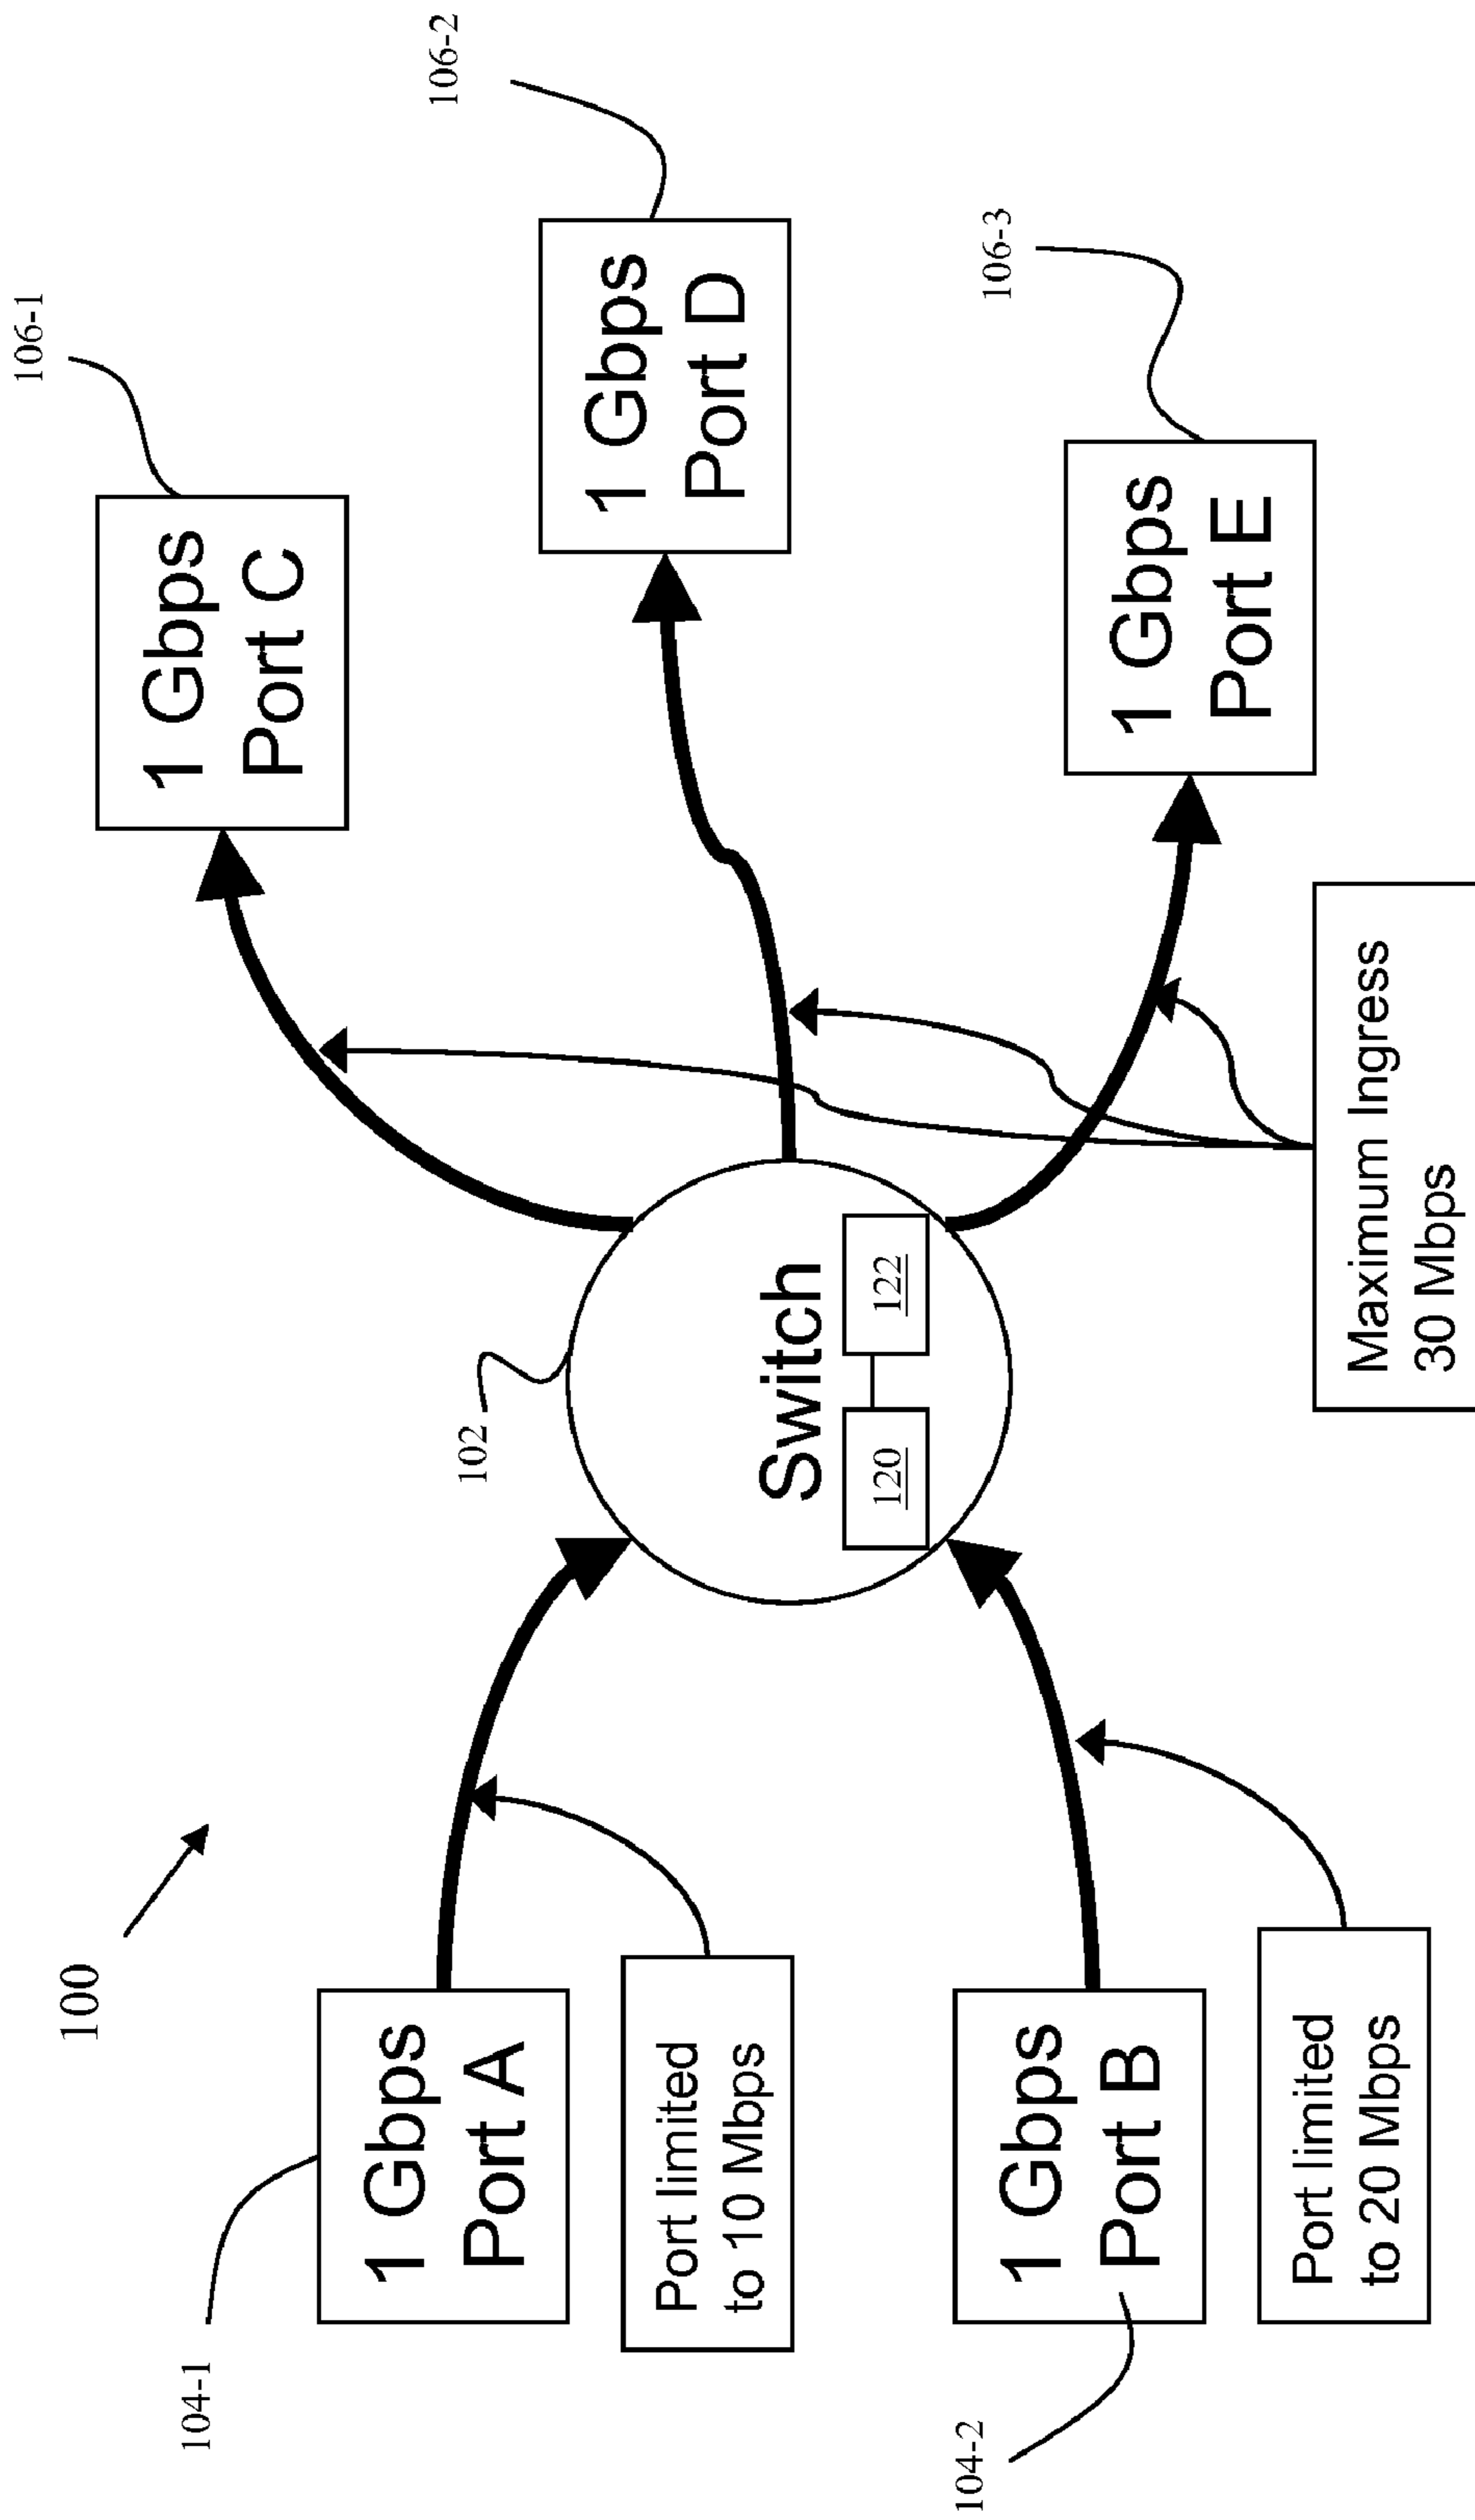 100
104-1
1 Gbps
Port A
Port limited
to 10 Mbps
104-2
1 Gbps
Port B
Port limited
to 20 Mbps
102
Switch
120
122
106-1
1 Gbps
Port C
106-2
1 Gbps
Port D
106-3
1 Gbps
Port E
Maximum Ingress
30 Mbps